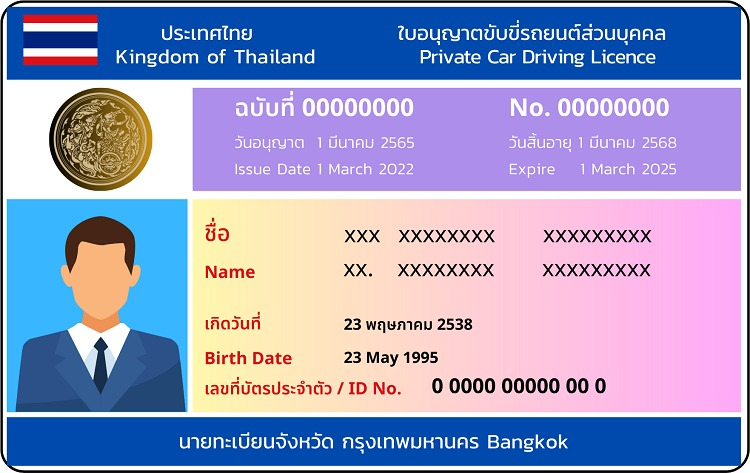 ประเทศไทย ใบอนุญาตขับขี่รถยนต์ส่วนบุคคล
Kingdom of Thailand Private Car Driving Licence
ฉบับที่ 00000000 No. 00000000
วันอนุญาต 1 มีนาคม 2565 วันสิ้นอายุ 1 มีนาคม 2568
Issue Date 1 March 2022 Expire 1 March 2025
ชื่อ xxx xxxxxxxx xxxxxxxxx
Name xx. xxxxxxxx xxxxxxxxx
เกิดวันที่ 23 พฤษภาคม 2538
Birth Date 23 May 1995
เลขที่บัตรประจำตัว / ID No. 0 0000 00000 00 0
นายทะเบียนจังหวัด กรุงเทพมหานคร Bangkok